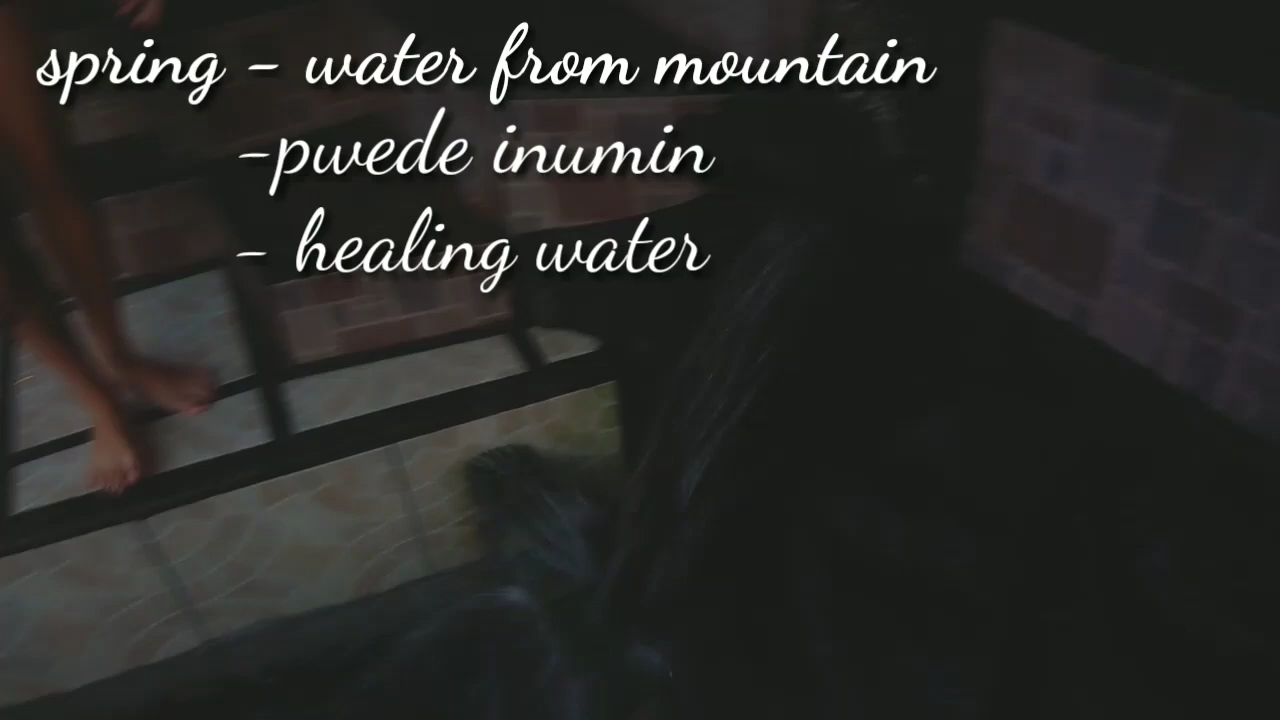 spring - water from mountain
-pwede inumin
- healing water